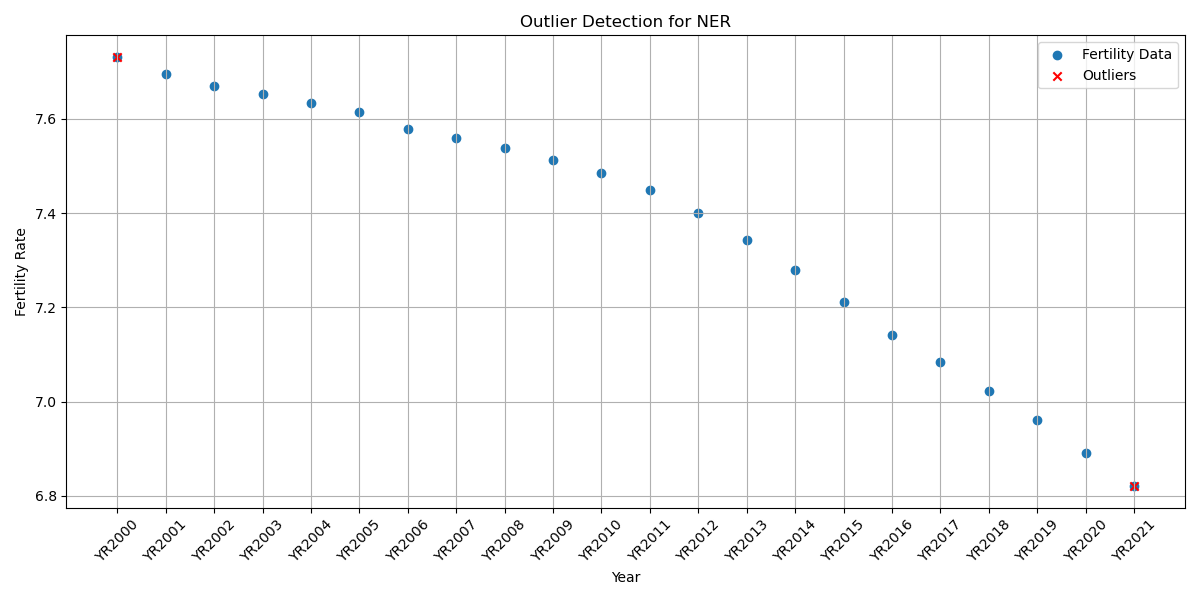 Outlier Detection for NER
Fertility Data
Outliers
Fertility Rate
7.6
7.4
7.2
7.0
6.8
YR2000
YR2001
YR2002
YR2003
YR2004
YR2005
YR2006
YR2007
YR2008
YR2009
YR2010
YR2011
YR2012
YR2013
YR2014
YR2015
YR2016
YR2017
YR2018
YR2019
YR2020
YR2021
Year